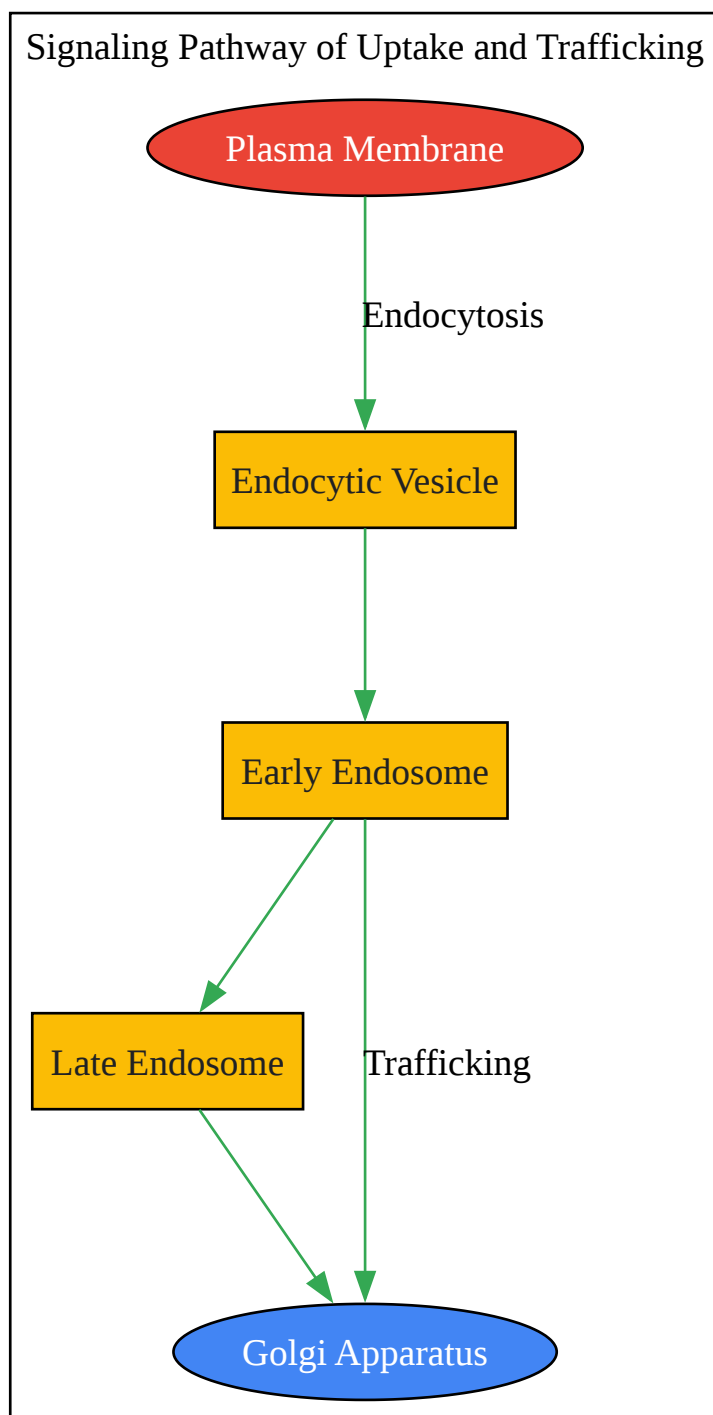 Signaling Pathway of Uptake and Trafficking
Plasma Membrane
Endocytosis
Endocytic Vesicle
Early Endosome
Late Endosome
Trafficking
Golgi Apparatus